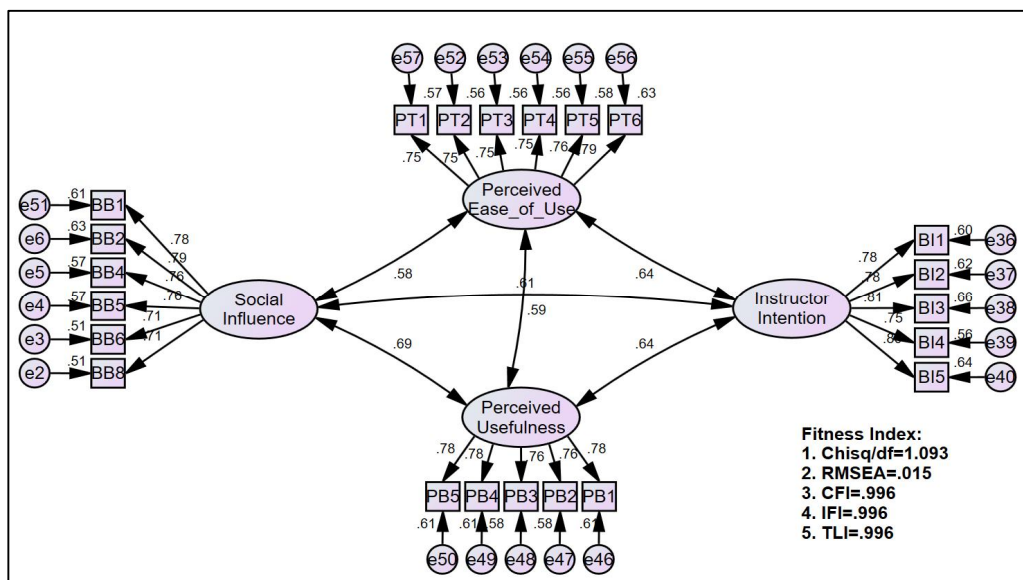 e57 e52 e53 e54 e55 e56
.57 .56 .56 .56 .58 .63
PT1 PT2 PT3 PT4 PT5 PT6
.75 .75 .75 .75 .76 .79
Perceived
Ease_of_Use
e51 .61 BB1
e6 .63 BB2
e5 .57 BB4
e4 .57 BB5
e3 .51 BB6
e2 .51 BB8
.78
.79
.76
.76
.71
.71
Social
Influence
.58
.64
.61
.59
.69
.64
Instructor
Intention
.78
.78
.81
.75
BI1 .60 e36
BI2 .62 e37
BI3 .66 e38
BI4 .56 e39
BI5 .64 e40
Perceived
Usefulness
.78 .78 .76 .76 .78
PB5 PB4 PB3 PB2 PB1
.61 .61 .58 .58 .61
e50 e49 e48 e47 e46
Fitness Index:
1. Chisq/df=1.093
2. RMSEA=.015
3. CFI=.996
4. IFI=.996
5. TLI=.996